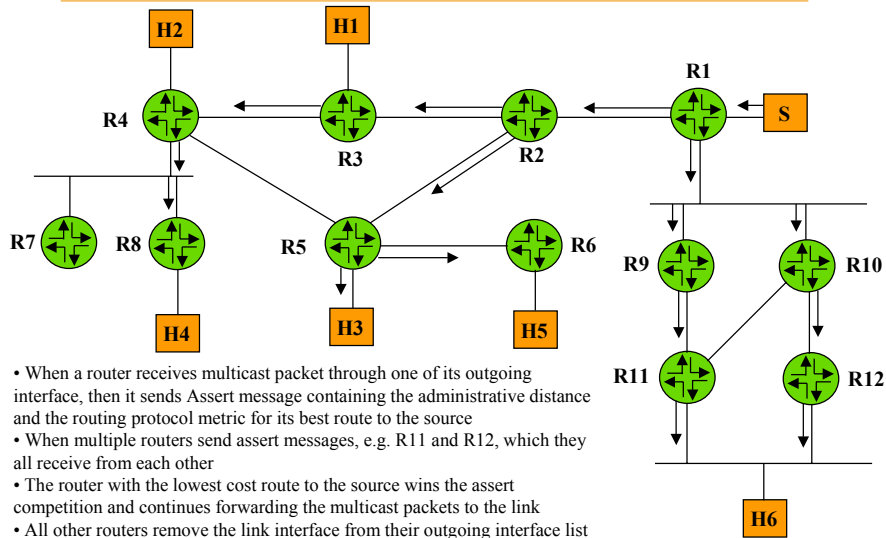 H2
H1
R1
S
R4
R3
R2
R7
R8
R5
R6
R9
R10
H4
H3
H5
R11
R12
H6
• When a router receives multicast packet through one of its outgoing
interface, then it sends Assert message containing the administrative distance
and the routing protocol metric for its best route to the source
• When multiple routers send assert messages, e.g. R11 and R12, which they
all receive from each other
• The router with the lowest cost route to the source wins the assert
competition and continues forwarding the multicast packets to the link
• All other routers remove the link interface from their outgoing interface list